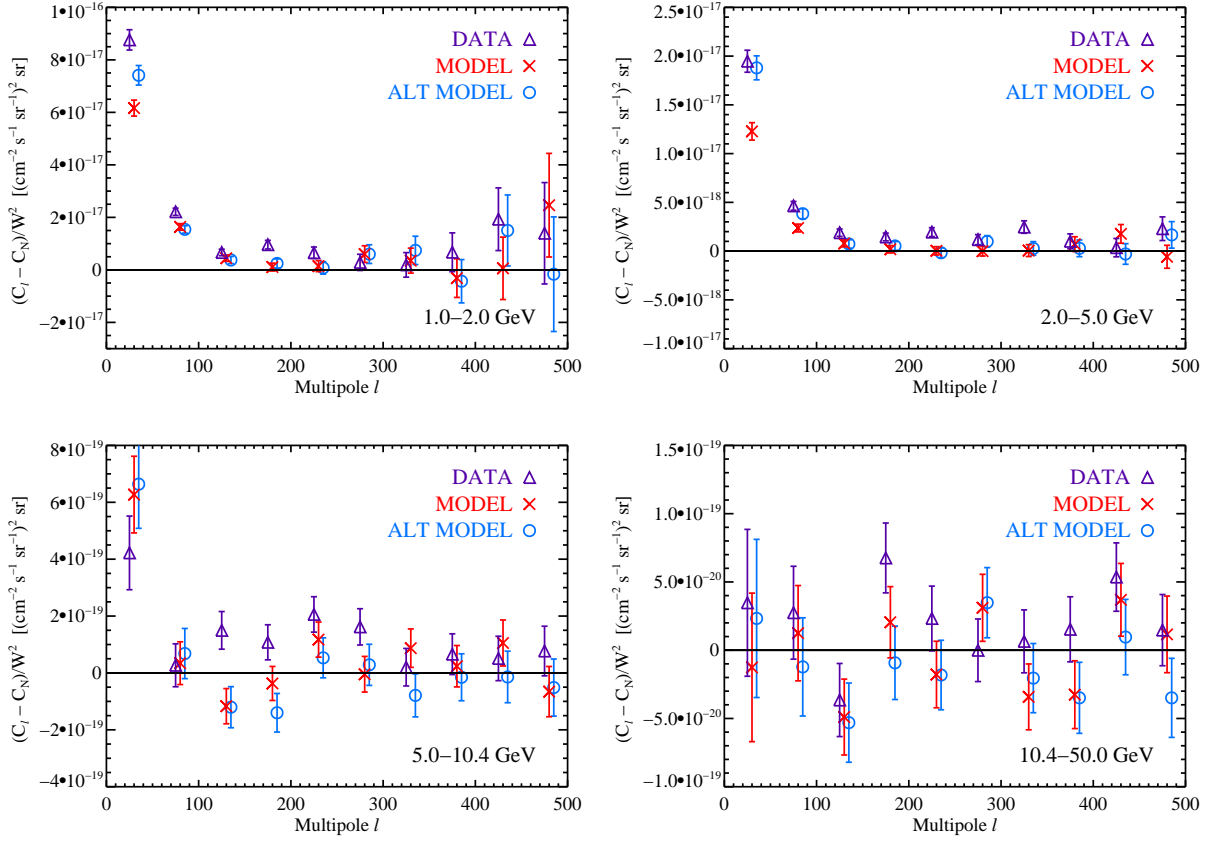 1•10⁻¹⁶
8•10⁻¹⁷
6•10⁻¹⁷
4•10⁻¹⁷
2•10⁻¹⁷
0
−2•10⁻¹⁷
(C_l − C_N)/W² [(cm⁻² s⁻¹ sr⁻¹)² sr]
DATA
MODEL
ALT MODEL
1.0−2.0 GeV
0 100 200 300 400 500
Multipole l
2.5•10⁻¹⁷
2.0•10⁻¹⁷
1.5•10⁻¹⁷
1.0•10⁻¹⁷
5.0•10⁻¹⁸
0
−5.0•10⁻¹⁸
−1.0•10⁻¹⁷
(C_l − C_N)/W² [(cm⁻² s⁻¹ sr⁻¹)² sr]
DATA
MODEL
ALT MODEL
2.0−5.0 GeV
0 100 200 300 400 500
Multipole l
8•10⁻¹⁹
6•10⁻¹⁹
4•10⁻¹⁹
2•10⁻¹⁹
0
−2•10⁻¹⁹
−4•10⁻¹⁹
(C_l − C_N)/W² [(cm⁻² s⁻¹ sr⁻¹)² sr]
DATA
MODEL
ALT MODEL
5.0−10.4 GeV
0 100 200 300 400 500
Multipole l
1.5•10⁻¹⁹
1.0•10⁻¹⁹
5.0•10⁻²⁰
0
−5.0•10⁻²⁰
−1.0•10⁻¹⁹
(C_l − C_N)/W² [(cm⁻² s⁻¹ sr⁻¹)² sr]
DATA
MODEL
ALT MODEL
10.4−50.0 GeV
0 100 200 300 400 500
Multipole l